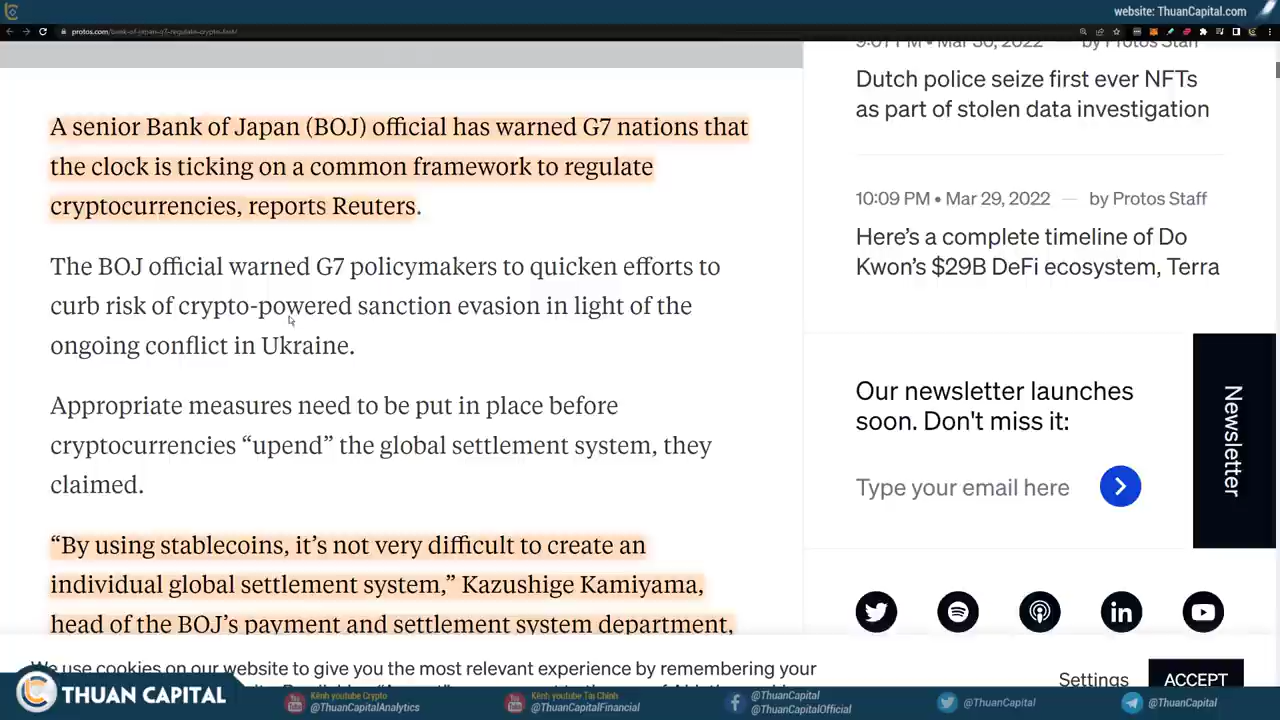 website: ThuanCapital.com
protos.com/bank-of-japan-g7-regulate-crypto-fast/
A senior Bank of Japan (BOJ) official has warned G7 nations that
the clock is ticking on a common framework to regulate
cryptocurrencies, reports Reuters.
The BOJ official warned G7 policymakers to quicken efforts to
curb risk of crypto-powered sanction evasion in light of the
ongoing conflict in Ukraine.
Appropriate measures need to be put in place before
cryptocurrencies “upend” the global settlement system, they
claimed.
“By using stablecoins, it’s not very difficult to create an
individual global settlement system,” Kazushige Kamiyama,
head of the BOJ’s payment and settlement system department,
9:07 PM • Mar 30, 2022 — by Protos Staff
Dutch police seize first ever NFTs
as part of stolen data investigation
10:09 PM • Mar 29, 2022 — by Protos Staff
Here’s a complete timeline of Do
Kwon’s $29B DeFi ecosystem, Terra
Our newsletter launches
soon. Don't miss it:
Type your email here
Newsletter
We use cookies on our website to give you the most relevant experience by remembering your
Settings
ACCEPT
THUAN CAPITAL
Kênh youtube Crypto
@ThuanCapitalAnalytics
Kênh youtube Tài Chính
@ThuanCapitalFinancial
@ThuanCapital
@ThuanCapitalOfficial
@ThuanCapital
@ThuanCapital